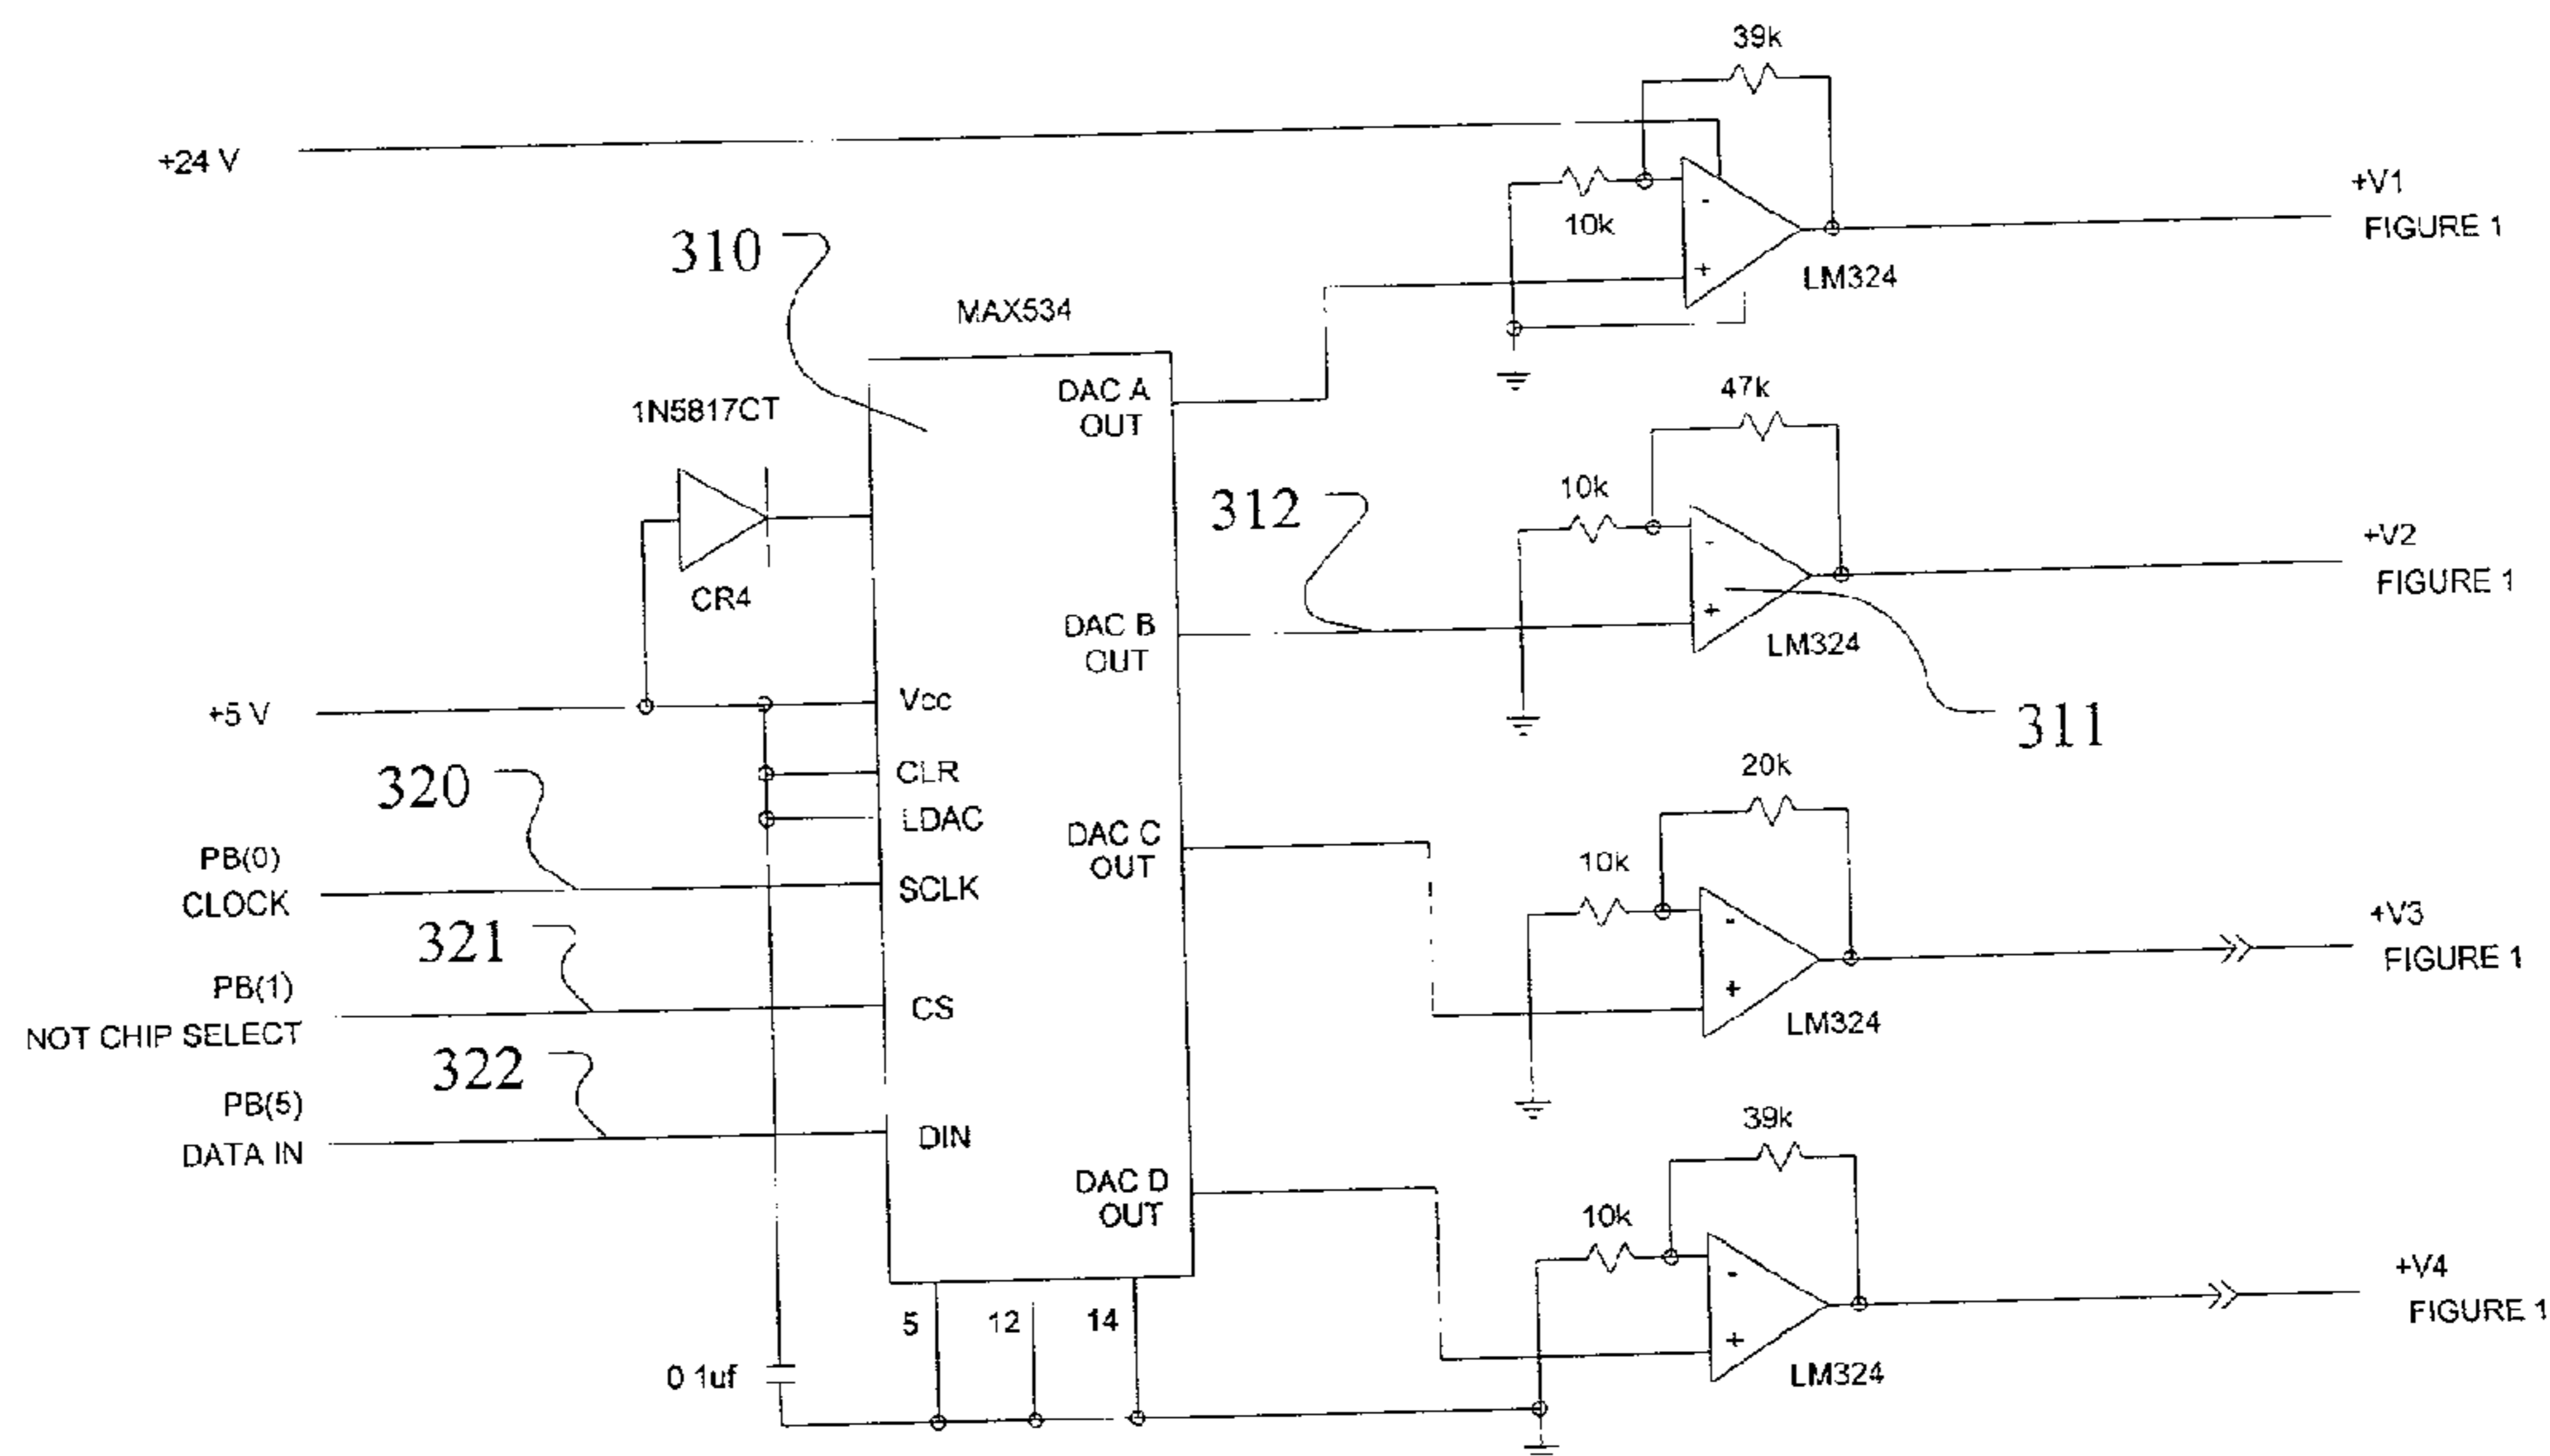 39k
+24 V
10k
-
+
LM324
+V1
FIGURE 1
310
MAX534
1N5817CT
CR4
DAC A
OUT
47k
10k
312
-
+
LM324
311
+V2
FIGURE 1
DAC B
OUT
+5 V
Vcc
CLR
LDAC
320
PB(0)
CLOCK
SCLK
321
PB(1)
NOT CHIP SELECT
CS
322
PB(5)
DATA IN
DIN
DAC C
OUT
20k
10k
-
+
LM324
+V3
FIGURE 1
DAC D
OUT
39k
10k
-
+
LM324
+V4
FIGURE 1
5
12
14
0 1uf